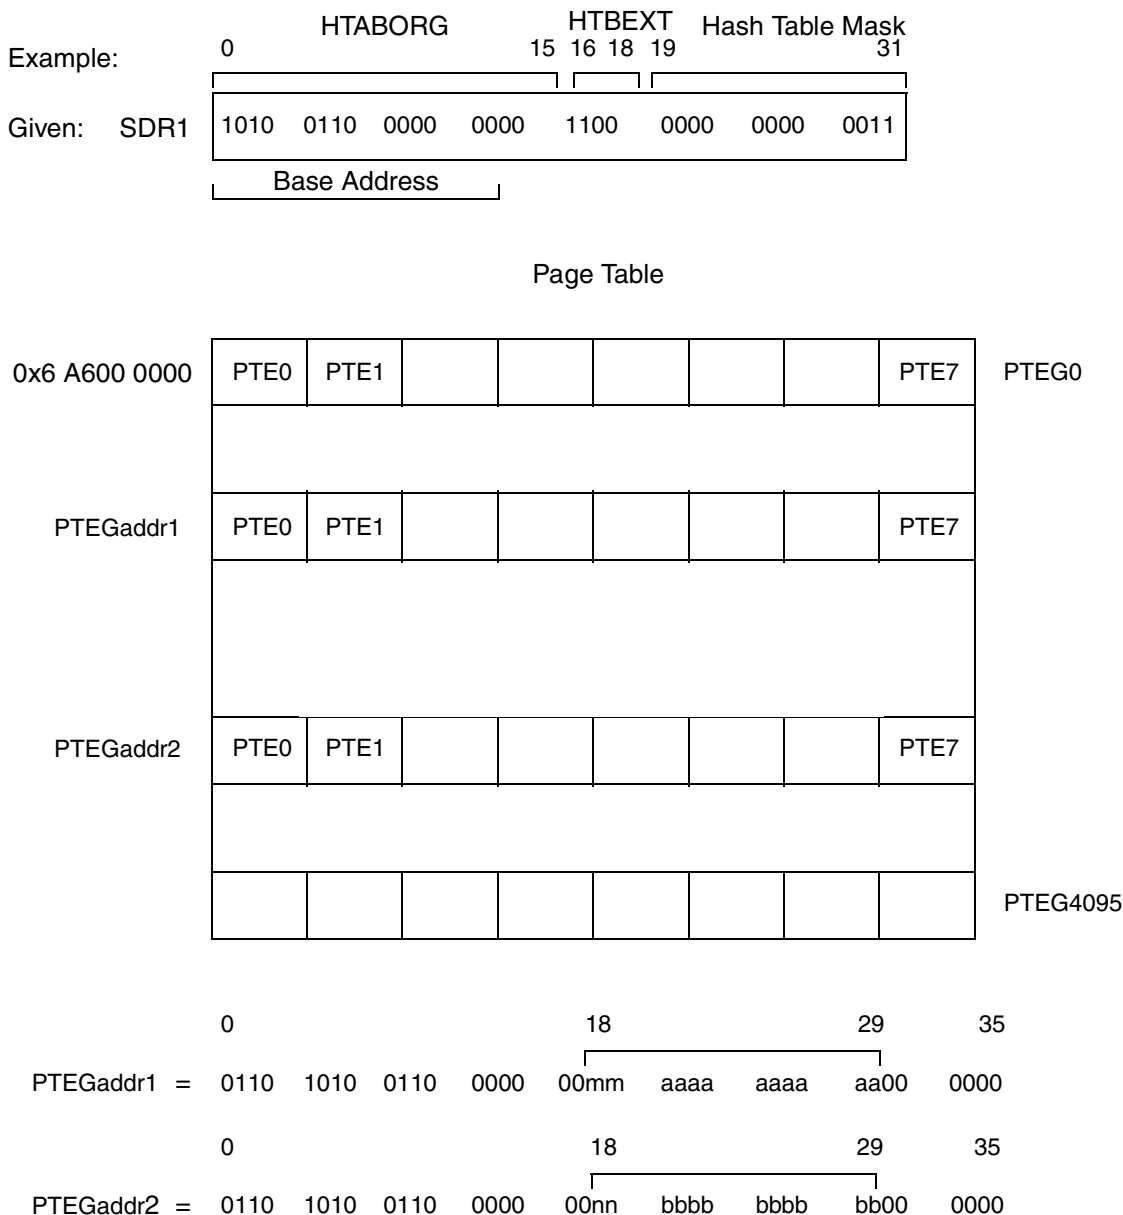 HTABORG HTBEXT Hash Table Mask
Example: 0 15 16 18 19 31
Given: SDR1 1010 0110 0000 0000 1100 0000 0000 0011
Base Address
Page Table
0x6 A600 0000 PTE0 PTE1 PTE7 PTEG0
PTEGaddr1 PTE0 PTE1 PTE7
PTEGaddr2 PTE0 PTE1 PTE7
PTEG4095
0 18 29 35
PTEGaddr1 = 0110 1010 0110 0000 00mm aaaa aaaa aa00 0000
0 18 29 35
PTEGaddr2 = 0110 1010 0110 0000 00nn bbbb bbbb bb00 0000